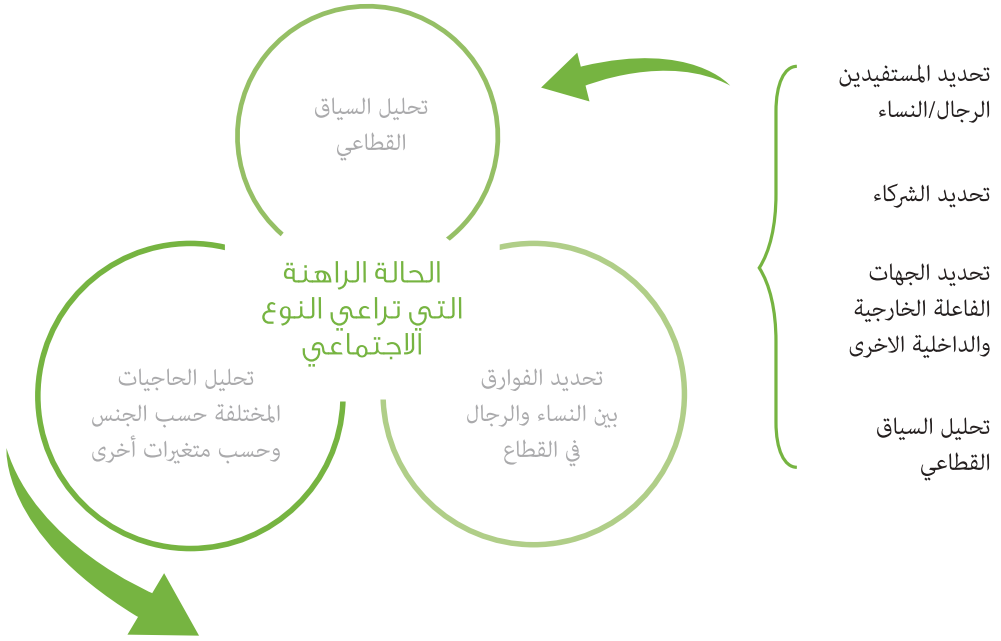 تحديد المستفيدين
الرجال/النساء
تحديد الشركاء
تحديد الجهات
الفاعلة الخارجية
والداخلية الاخرى
تحليل السياق
القطاعي
تحليل السياق
القطاعي
الحالة الراهنة
التي تراعي النوع
الاجتماعي
تحديد الفوارق
بين النساء والرجال
في القطاع
تحليل الحاجيات
المختلفة حسب الجنس
وحسب متغيرات أخرى